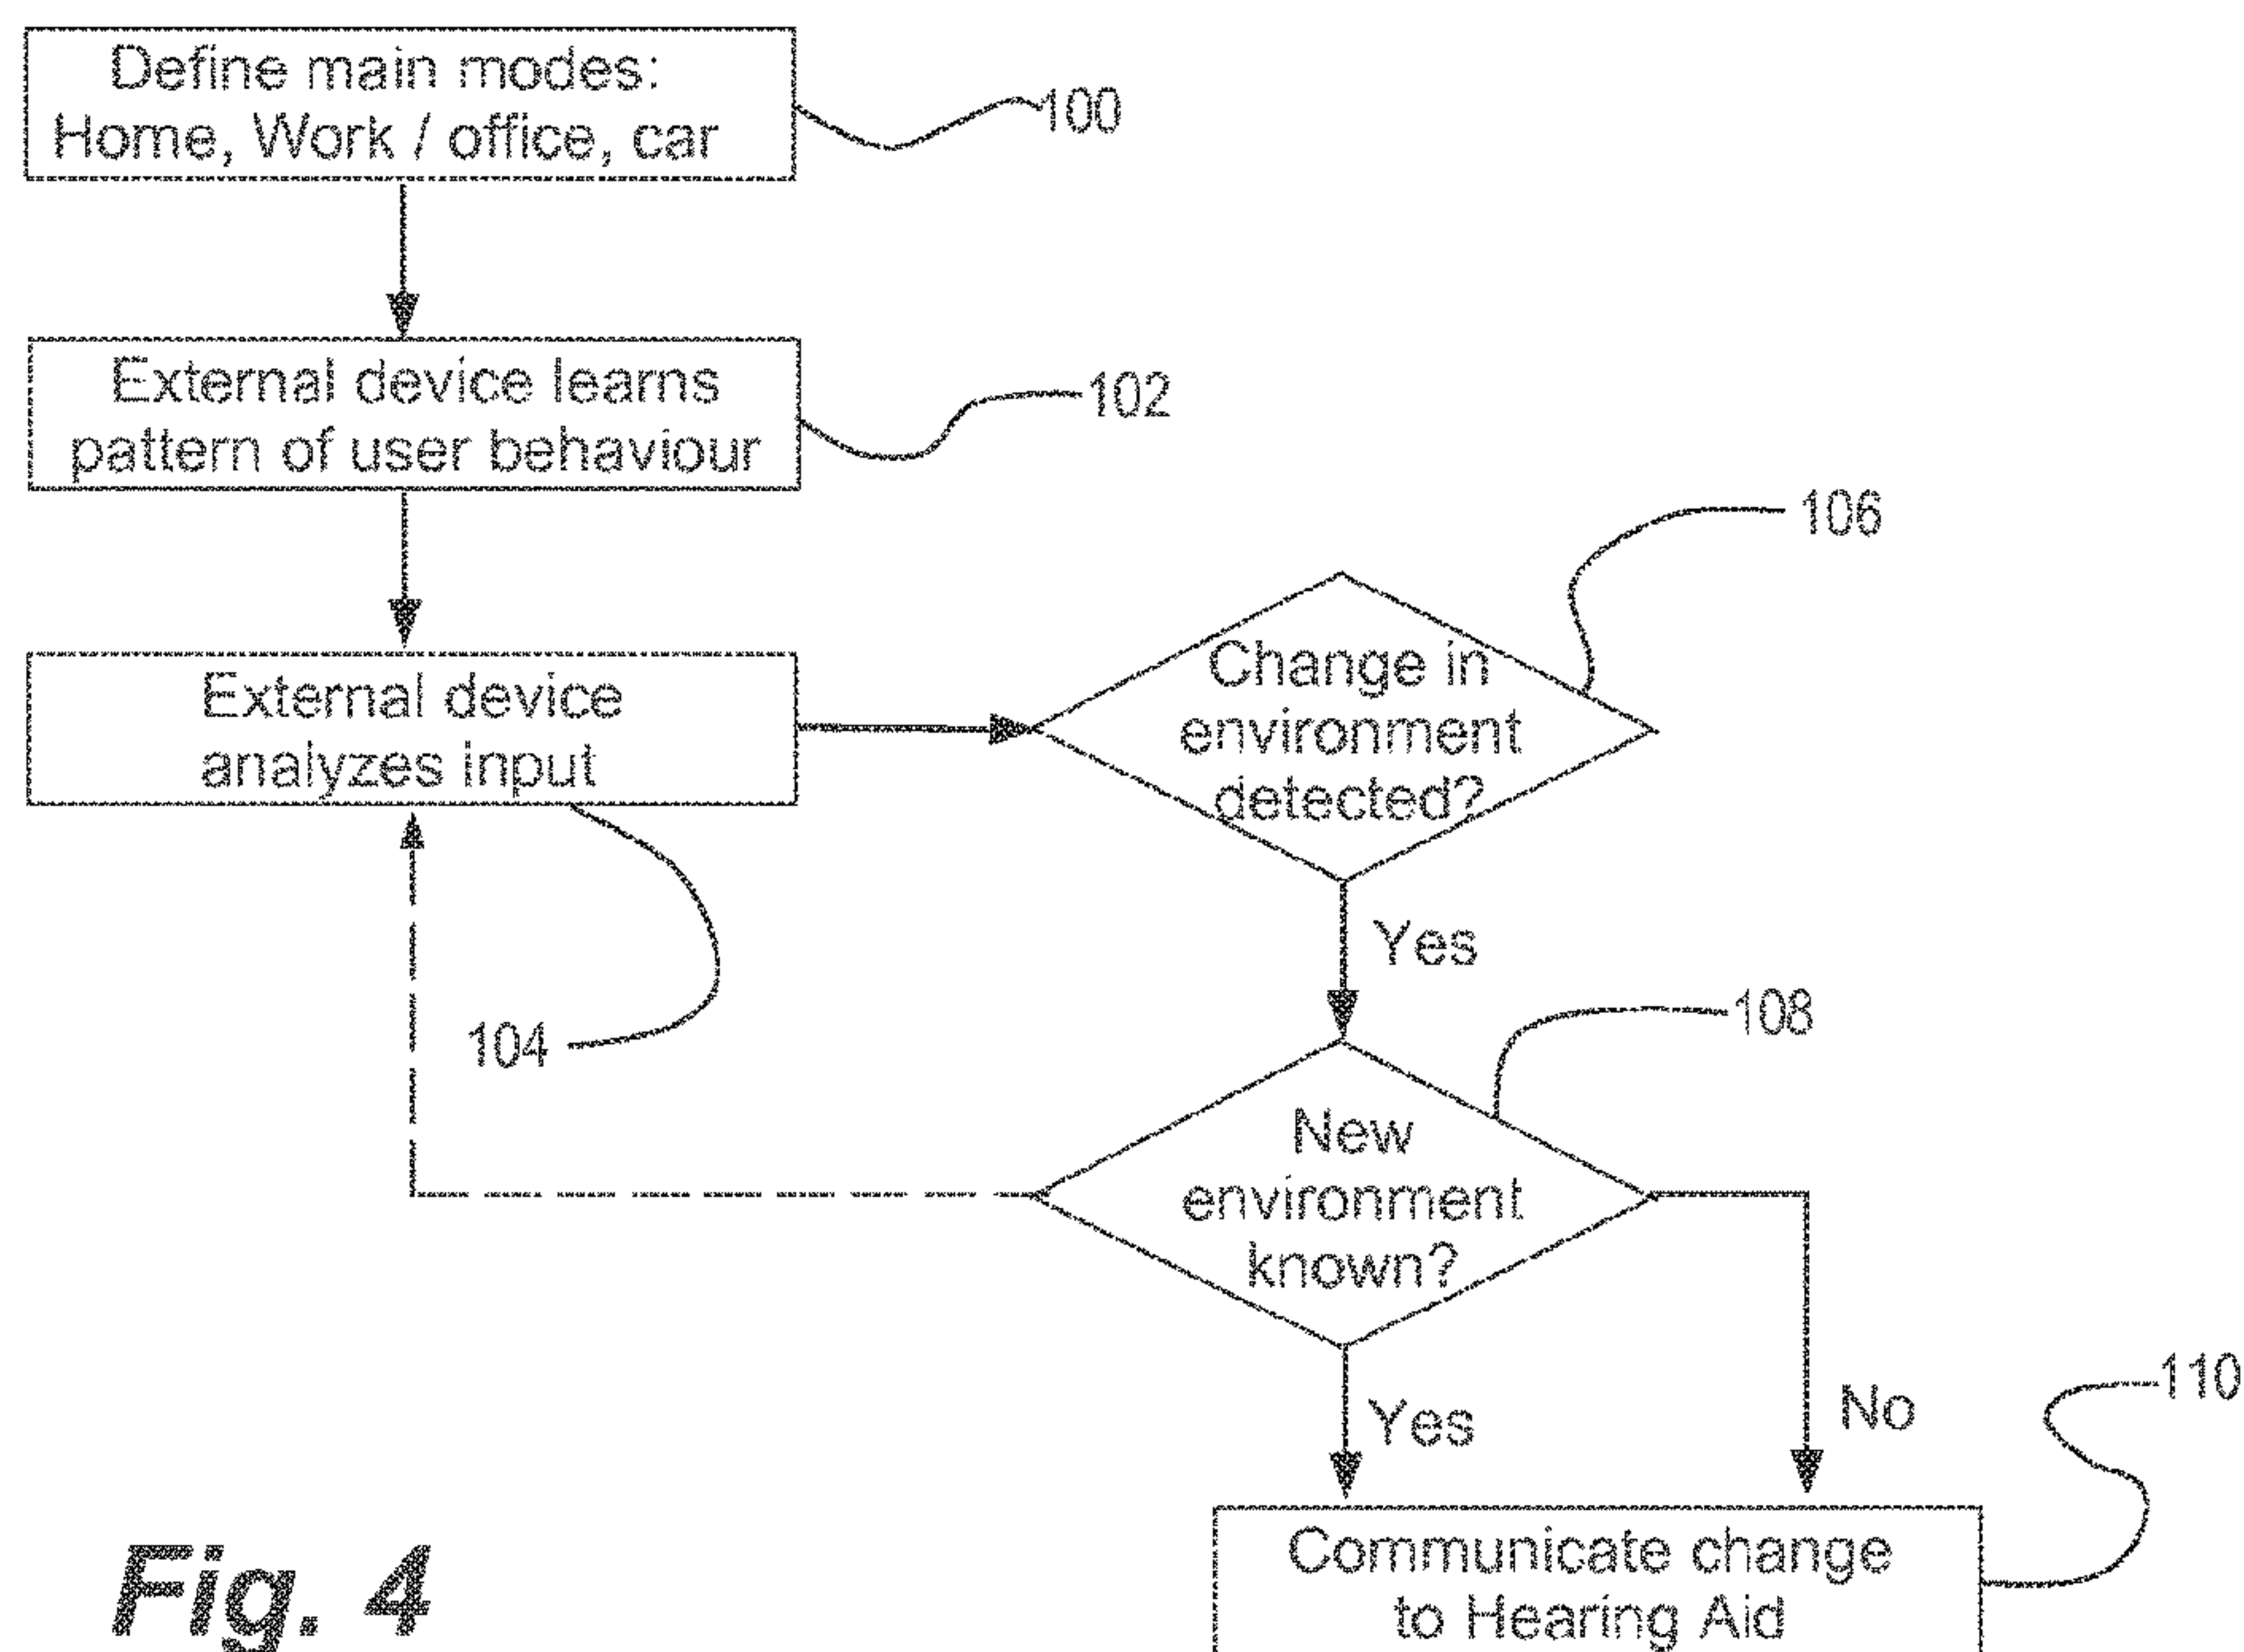 Define main modes:
Home, Work / office, car
100
External device learns
pattern of user behaviour
102
106
External device
analyzes input
Change in
environment
detected?
104
Yes
108
New
environment
known?
110
Yes
No
Communicate change
to Hearing Aid
Fig. 4